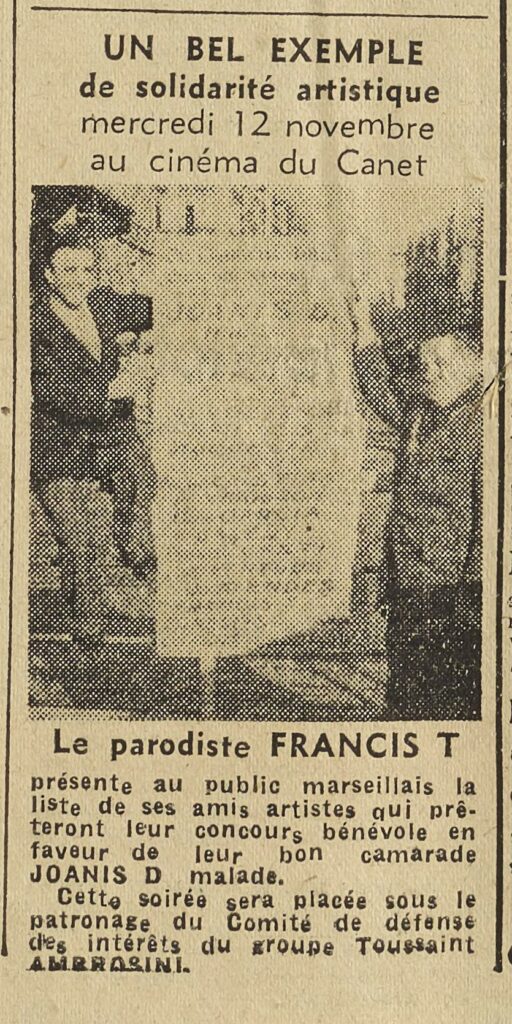 UN BEL EXEMPLE
de solidarité artistique
mercredi 12 novembre
au cinéma du Canet
Le parodiste FRANCIS T
présente au public marseillais la
liste de ses amis artistes qui prê-
teront leur concours bénévole en
faveur de leur bon camarade
JOANIS D malade.
Cette soirée sera placée sous le
patronage du Comité de défense
des intérêts du groupe Toussaint
AMBROSINI.